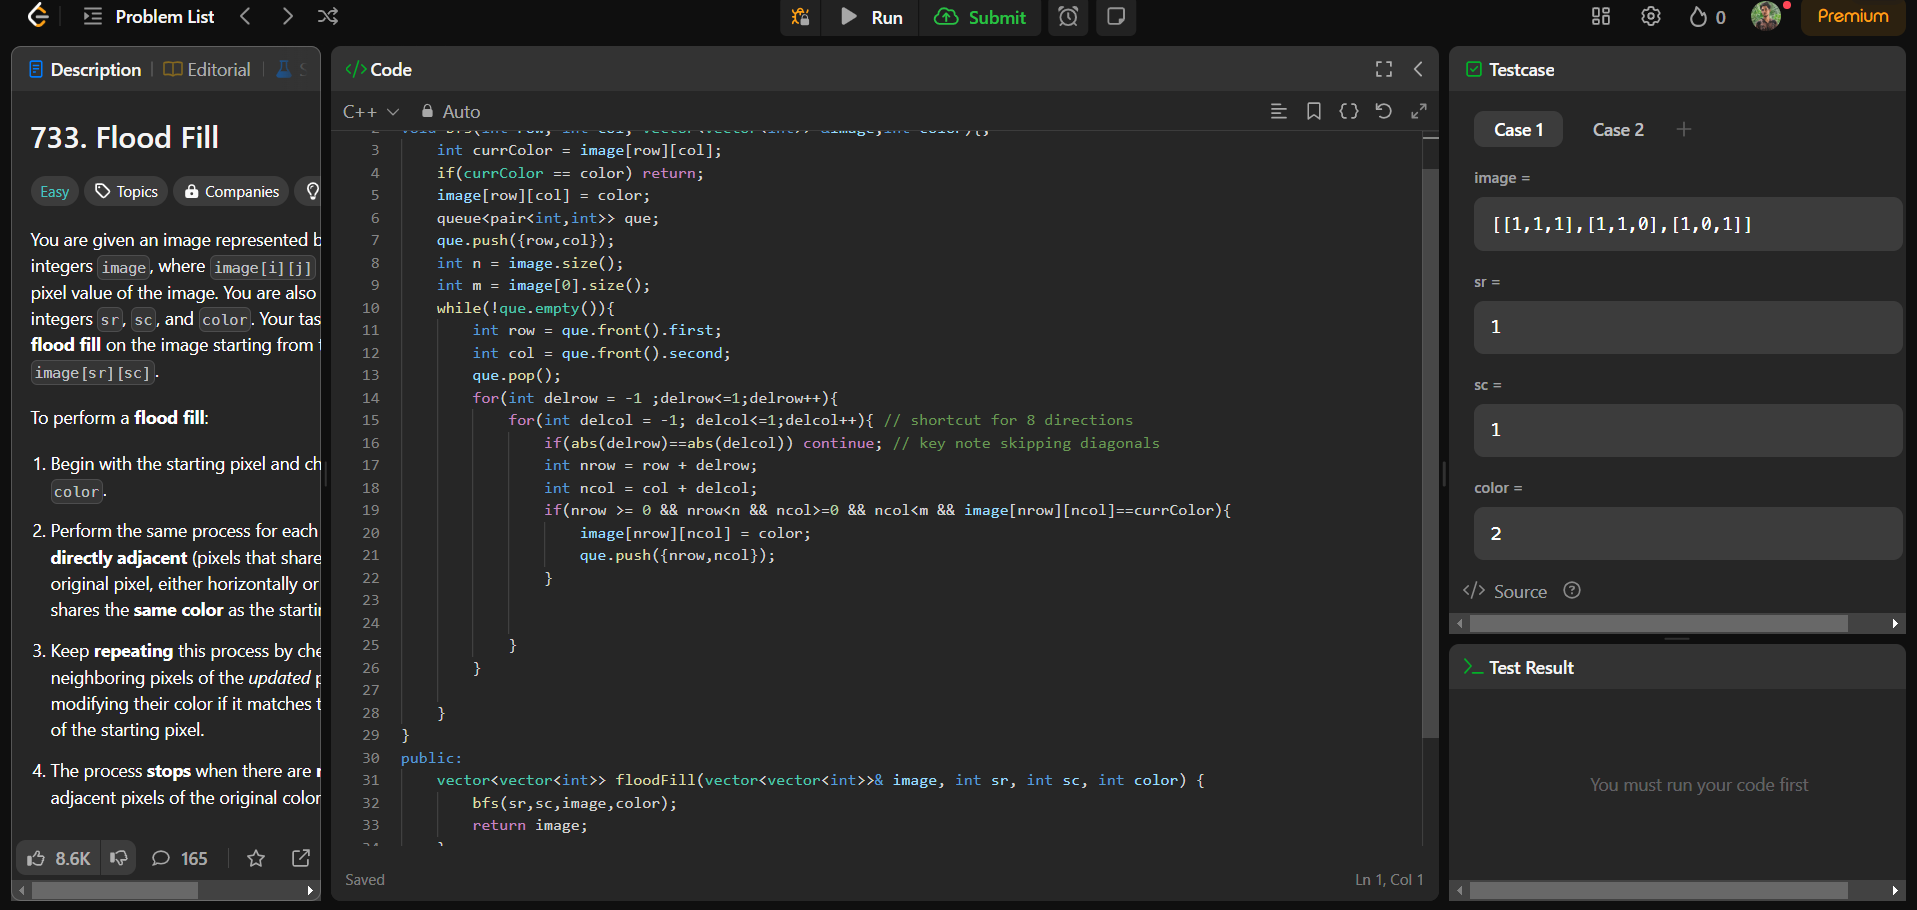 Problem List
Run
Submit
0
Premium
Description
Editorial
733. Flood Fill
Easy
Topics
Companies
You are given an image represented b
integers image, where image[i][j]
pixel value of the image. You are also
integers sr, sc, and color. Your tas
flood fill on the image starting from
image[sr][sc].
To perform a flood fill:
1. Begin with the starting pixel and ch
color.
2. Perform the same process for each
directly adjacent (pixels that share
original pixel, either horizontally or
shares the same color as the startin
3. Keep repeating this process by che
neighboring pixels of the updated p
modifying their color if it matches t
of the starting pixel.
4. The process stops when there are
adjacent pixels of the original color
8.6K
165
Code
C++
Auto
3 int currColor = image[row][col];
4 if(currColor == color) return;
5 image[row][col] = color;
6 queue<pair<int,int>> que;
7 que.push({row,col});
8 int n = image.size();
9 int m = image[0].size();
10 while(!que.empty()){
11 int row = que.front().first;
12 int col = que.front().second;
13 que.pop();
14 for(int delrow = -1 ;delrow<=1;delrow++){
15 for(int delcol = -1; delcol<=1;delcol++){ // shortcut for 8 directions
16 if(abs(delrow)==abs(delcol)) continue; // key note skipping diagonals
17 int nrow = row + delrow;
18 int ncol = col + delcol;
19 if(nrow >= 0 && nrow<n && ncol>=0 && ncol<m && image[nrow][ncol]==currColor){
20 image[nrow][ncol] = color;
21 que.push({nrow,ncol});
22 }
23
24
25 }
26 }
27
28 }
29 }
30 public:
31 vector<vector<int>> floodFill(vector<vector<int>>& image, int sr, int sc, int color) {
32 bfs(sr,sc,image,color);
33 return image;
Saved
Ln 1, Col 1
Testcase
Case 1
Case 2
image =
[[1,1,1],[1,1,0],[1,0,1]]
sr =
1
sc =
1
color =
2
Source
Test Result
You must run your code first